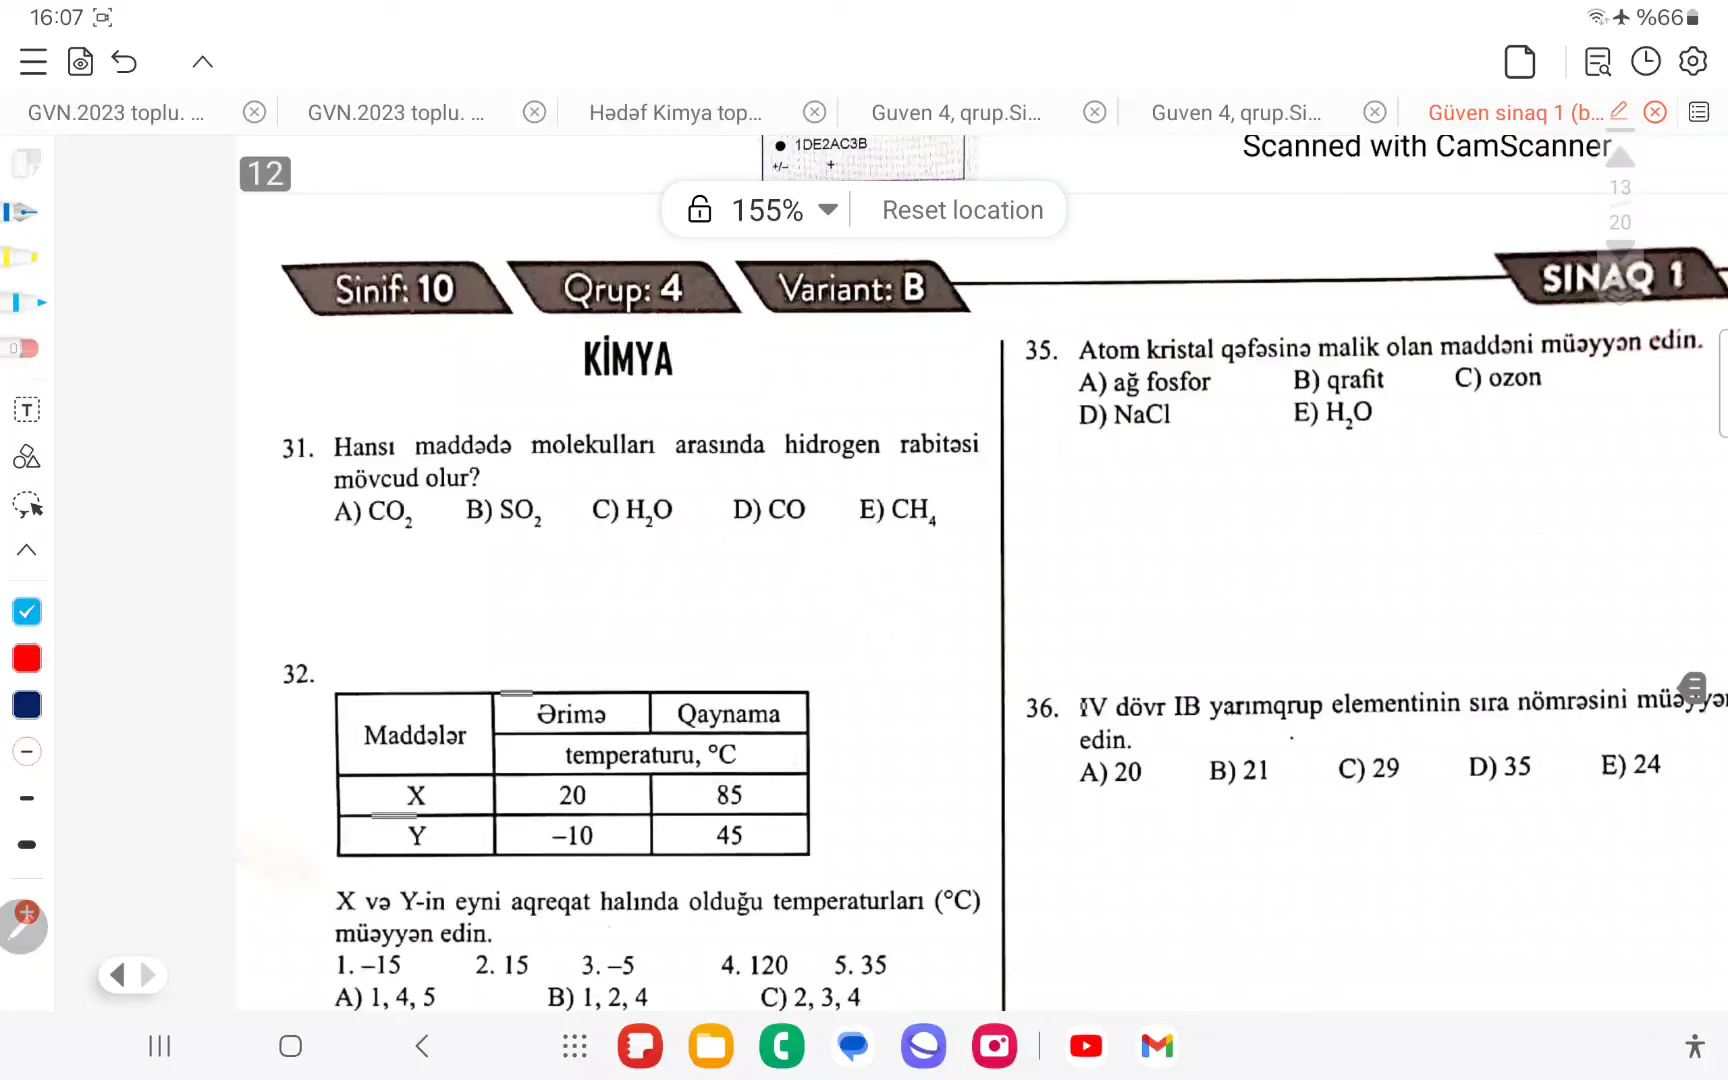 16:07
%66
GVN.2023 toplu. ...
GVN.2023 toplu. ...
Hədəf Kimya top...
Guven 4, qrup.Si...
Guven 4, qrup.Si...
Güven sinaq 1 (b...
1DE2AC3B
+/- +
Scanned with CamScanner
12
155%
Reset location
13
20
Sinif: 10
Qrup: 4
Variant: B
SINAQ 1
KİMYA
31. Hansı maddədə molekulları arasında hidrogen rabitəsi
mövcud olur?
A) CO₂ B) SO₂ C) H₂O D) CO E) CH₄
32.
Maddələr Ərimə Qaynama
temperaturu, °C
X 20 85
Y –10 45
X və Y-in eyni aqreqat halında olduğu temperaturları (°C)
müəyyən edin.
1. –15 2. 15 3. –5 4. 120 5. 35
A) 1, 4, 5 B) 1, 2, 4 C) 2, 3, 4
35. Atom kristal qəfəsinə malik olan maddəni müəyyən edin.
A) ağ fosfor B) qrafit C) ozon
D) NaCl E) H₂O
36. IV dövr IB yarımqrup elementinin sıra nömrəsini müəyyən
edin.
A) 20 B) 21 C) 29 D) 35 E) 24